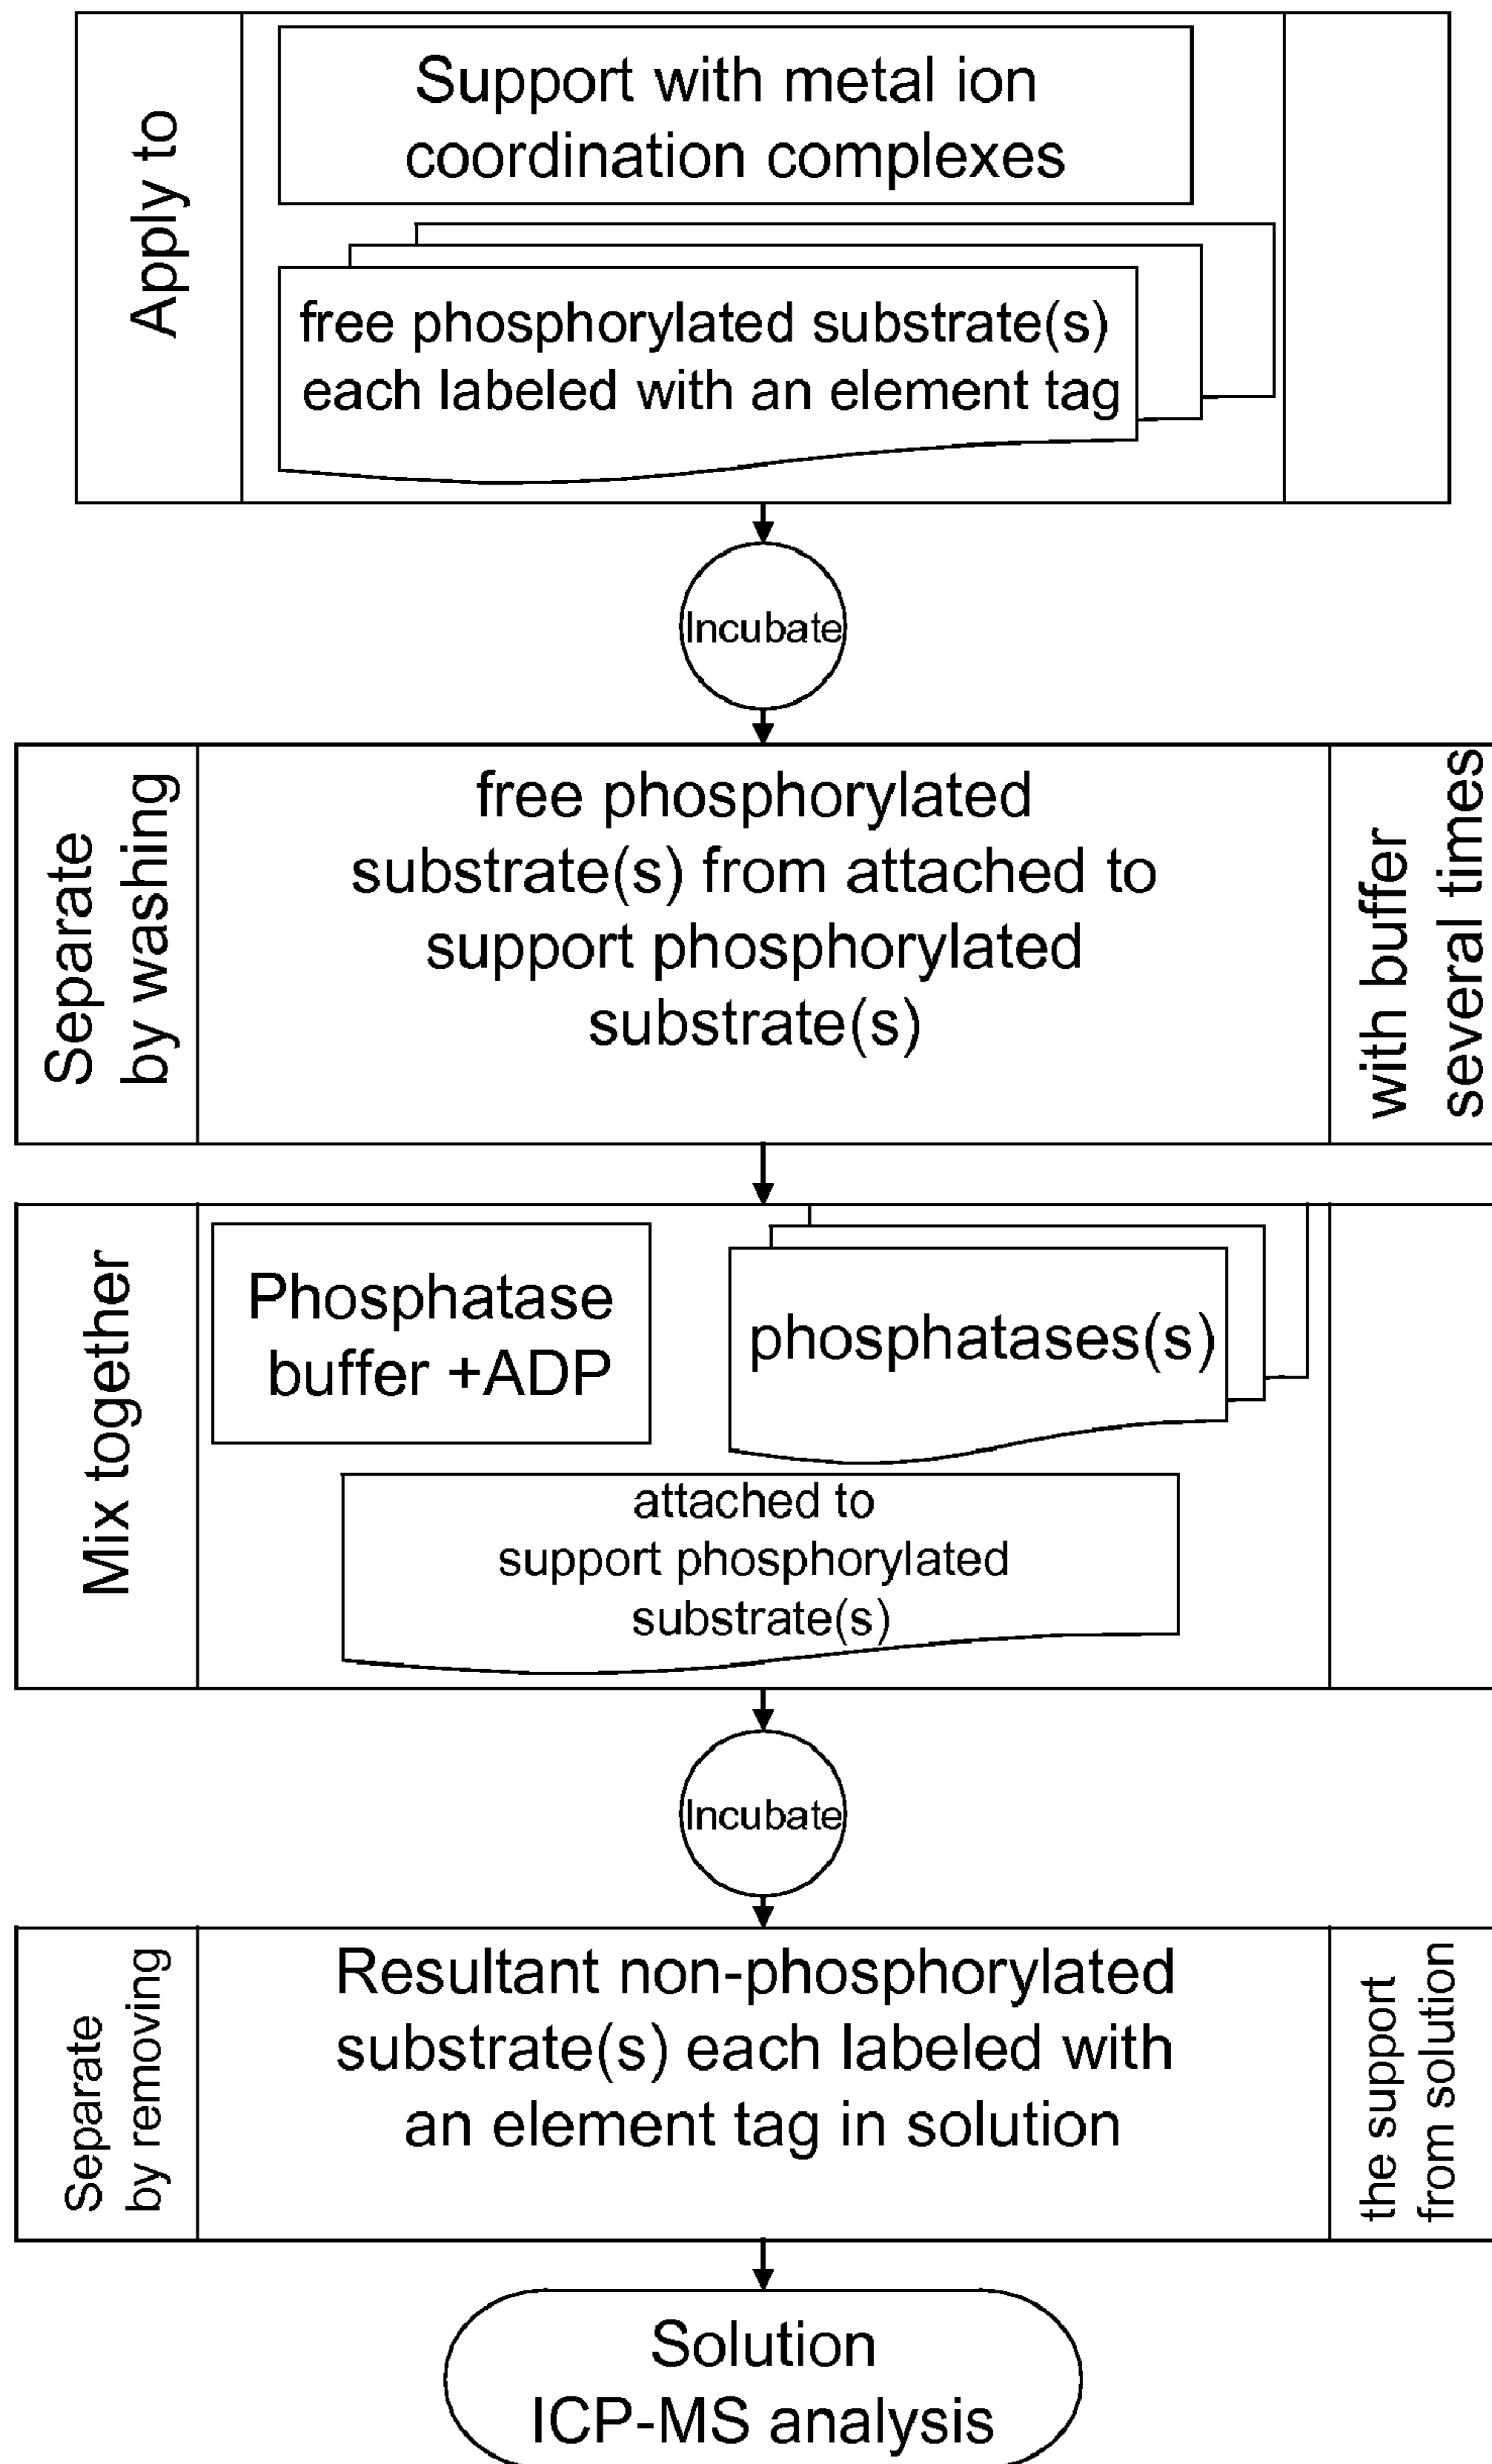 Apply to
Support with metal ion
coordination complexes
free phosphorylated substrate(s)
each labeled with an element tag
Incubate
Separate
by washing
free phosphorylated
substrate(s) from attached to
support phosphorylated
substrate(s)
with buffer
several times
Mix together
Phosphatase
buffer +ADP
phosphatases(s)
attached to
support phosphorylated
substrate(s)
Incubate
Separate
by removing
Resultant non-phosphorylated
substrate(s) each labeled with
an element tag in solution
the support
from solution
Solution
ICP-MS analysis